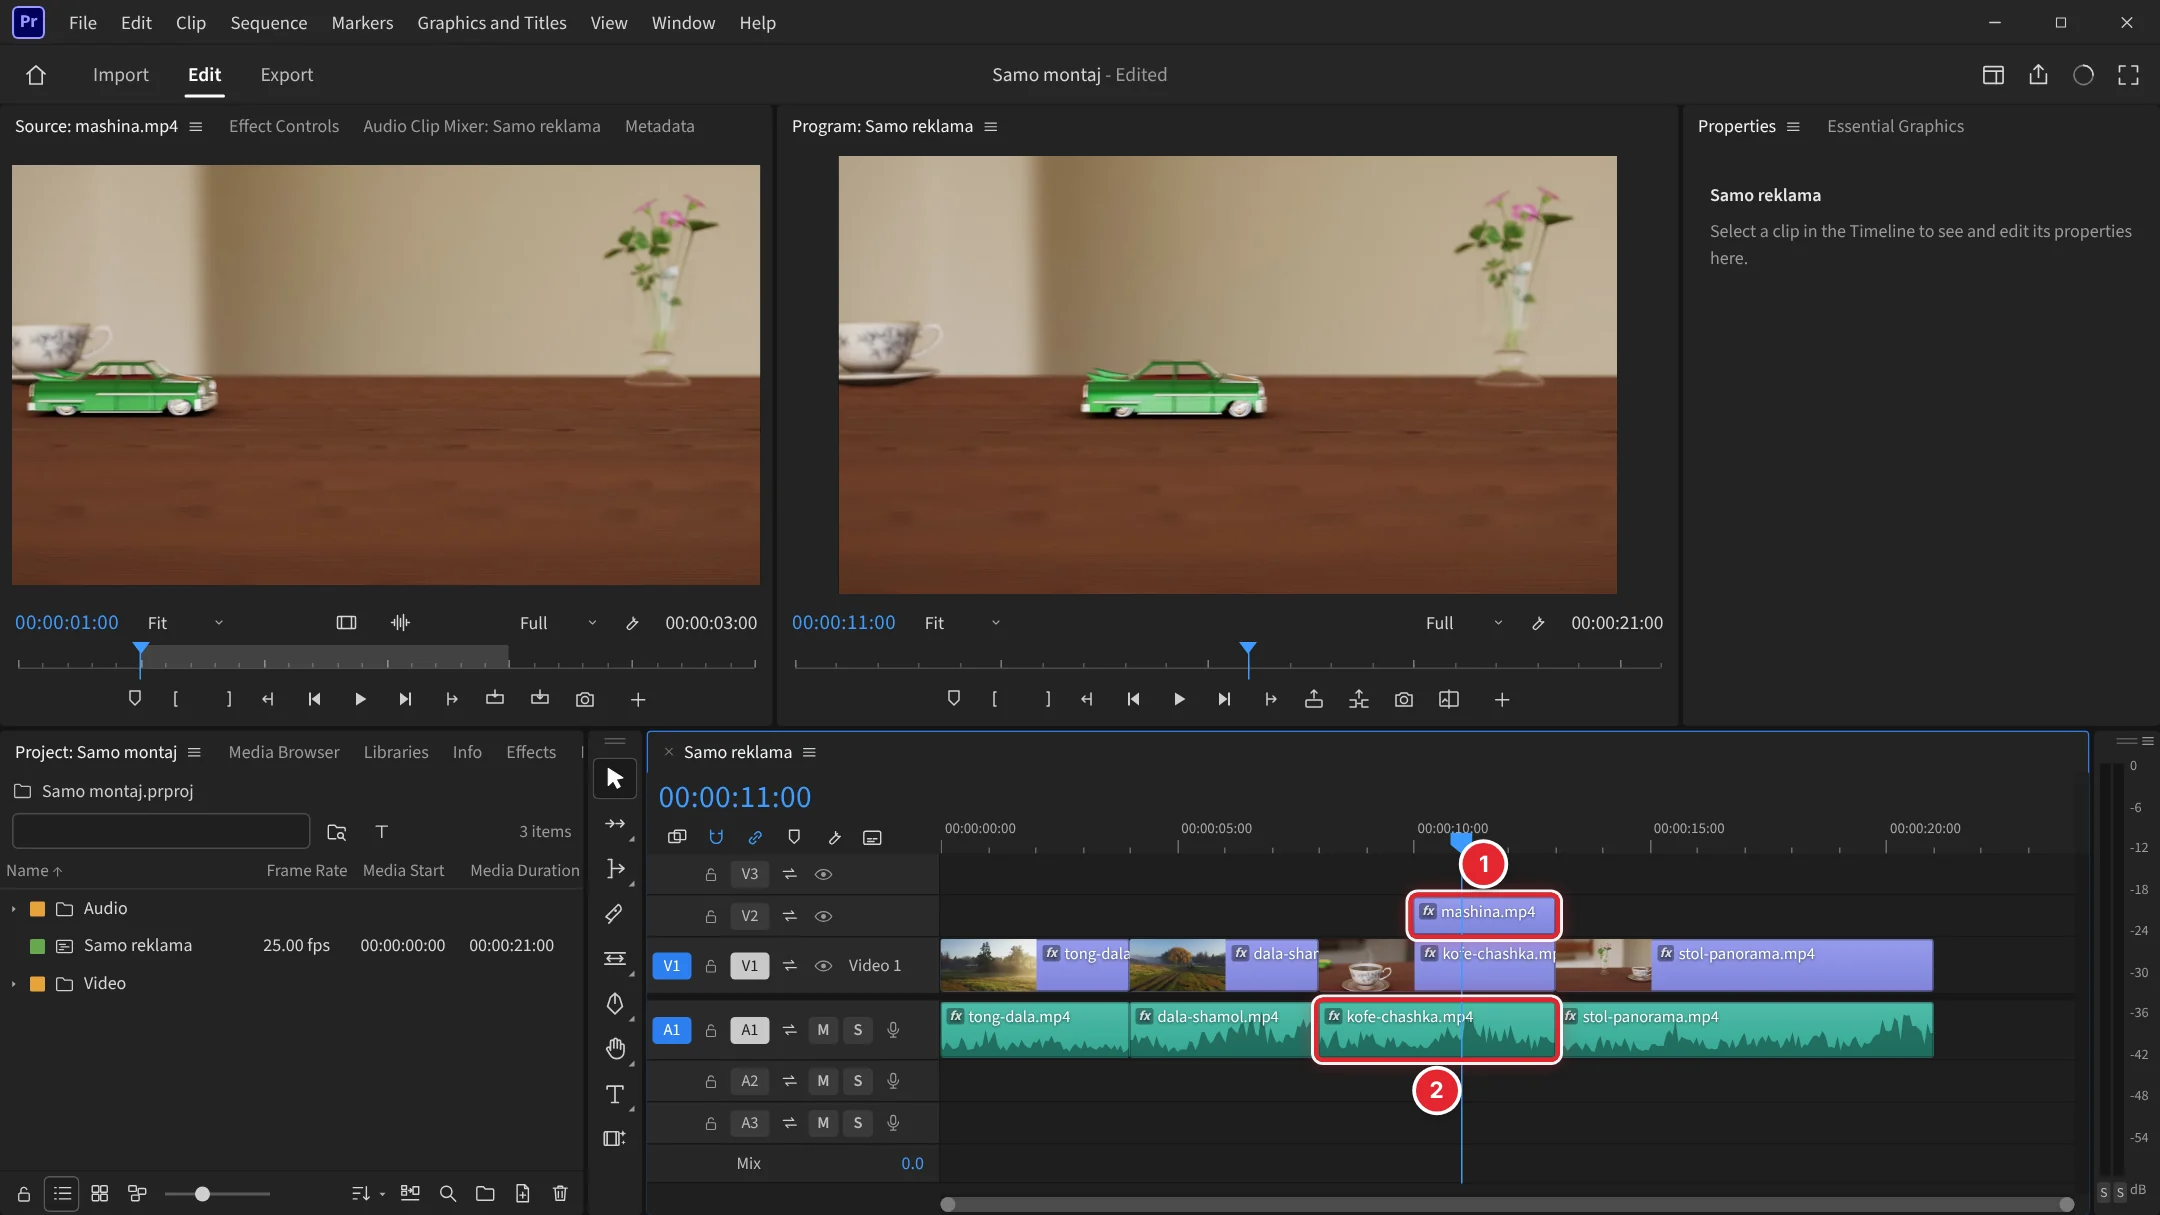 Pr File Edit Clip Sequence Markers Graphics and Titles View Window Help
Import Edit Export Samo montaj - Edited
Source: mashina.mp4 Effect Controls Audio Clip Mixer: Samo reklama Metadata
Program: Samo reklama
Properties Essential Graphics
Samo reklama
Select a clip in the Timeline to see and edit its properties
here.
00:00:01:00 Fit Full 00:00:03:00
00:00:11:00 Fit Full 00:00:21:00
Project: Samo montaj Media Browser Libraries Info Effects
Samo montaj.prproj
3 items
Name Frame Rate Media Start Media Duration
Audio
Samo reklama 25.00 fps 00:00:00:00 00:00:21:00
Video
Samo reklama
00:00:11:00
00:00:00:00 00:00:05:00 00:00:10:00 00:00:15:00 00:00:20:00
1
V3
V2 fx mashina.mp4
V1 V1 Video 1 fx tong-dala fx dala-shar fx kofe-chashka.mp fx stol-panorama.mp4
A1 A1 M S fx tong-dala.mp4 fx dala-shamol.mp4 fx kofe-chashka.mp4 fx stol-panorama.mp4
A2 M S 2
A3 M S
Mix 0.0
0
-6
-12
-18
-24
-30
-36
-42
-48
-54
S S dB